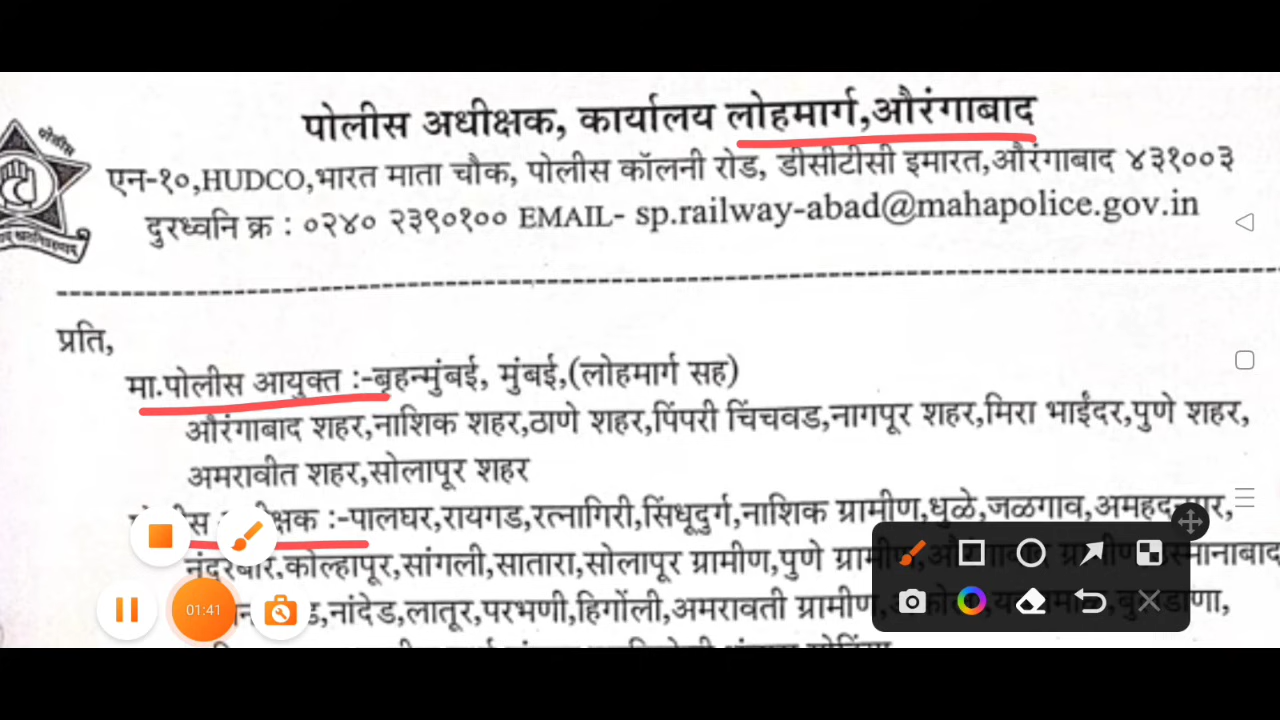 पोलीस अधीक्षक, कार्यालय लोहमार्ग,औरंगाबाद
पोलिस
एन-१०,HUDCO,भारत माता चौक, पोलीस कॉलनी रोड, डीसीटीसी इमारत,औरंगाबाद ४३१००३
दुरध्वनि क्र : ०२४० २३९०१०० EMAIL- sp.railway-abad@mahapolice.gov.in
प्रति,
मा.पोलीस आयुक्त :-बृहन्मुंबई, मुंबई,(लोहमार्ग सह)
औरंगाबाद शहर,नाशिक शहर,ठाणे शहर,पिंपरी चिंचवड,नागपूर शहर,मिरा भाईंदर,पुणे शहर,
अमरावीत शहर,सोलापूर शहर
:-पालघर,रायगड,रत्नागिरी,सिंधूदुर्ग,नाशिक ग्रामीण,धुळे,जळगाव,
नंदूरबार,कोल्हापूर,सांगली,सातारा,सोलापूर ग्रामीण,पुणे
नांदेड,लातूर,परभणी,हिगोंली,अमरावती ग्रामीण,
01:41